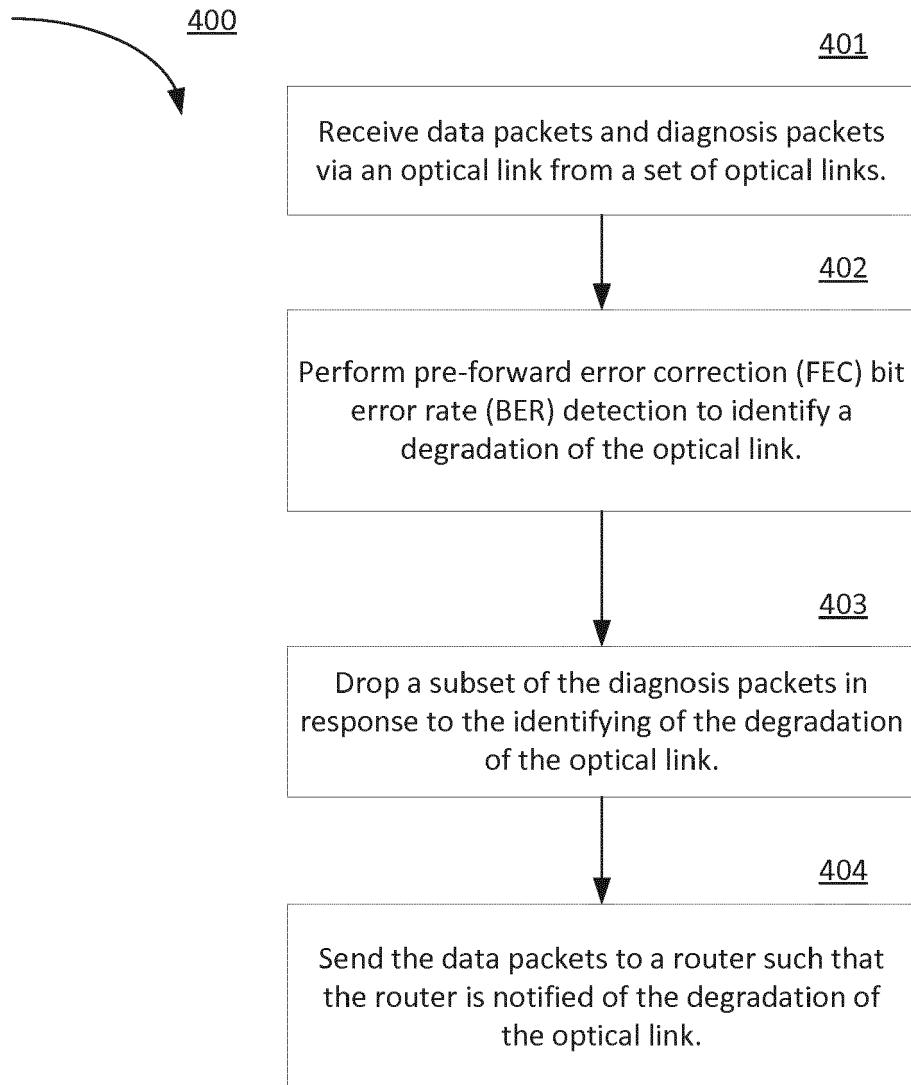 400
401
Receive data packets and diagnosis packets
via an optical link from a set of optical links.
402
Perform pre-forward error correction (FEC) bit
error rate (BER) detection to identify a
degradation of the optical link.
403
Drop a subset of the diagnosis packets in
response to the identifying of the degradation
of the optical link.
404
Send the data packets to a router such that
the router is notified of the degradation of
the optical link.